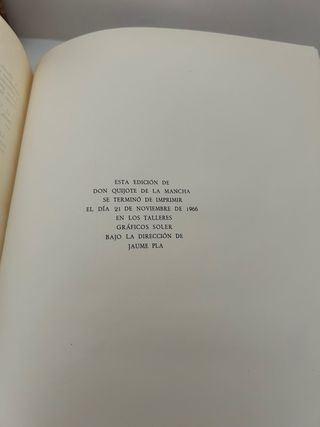 ESTA EDICIÓN DE
DON QUIJOTE DE LA MANCHA
SE TERMINÓ DE IMPRIMIR
EL DÍA 21 DE NOVIEMBRE DE 1966
EN LOS TALLERES
GRÁFICOS SOLER
BAJO LA DIRECCIÓN DE
JAUME PLA